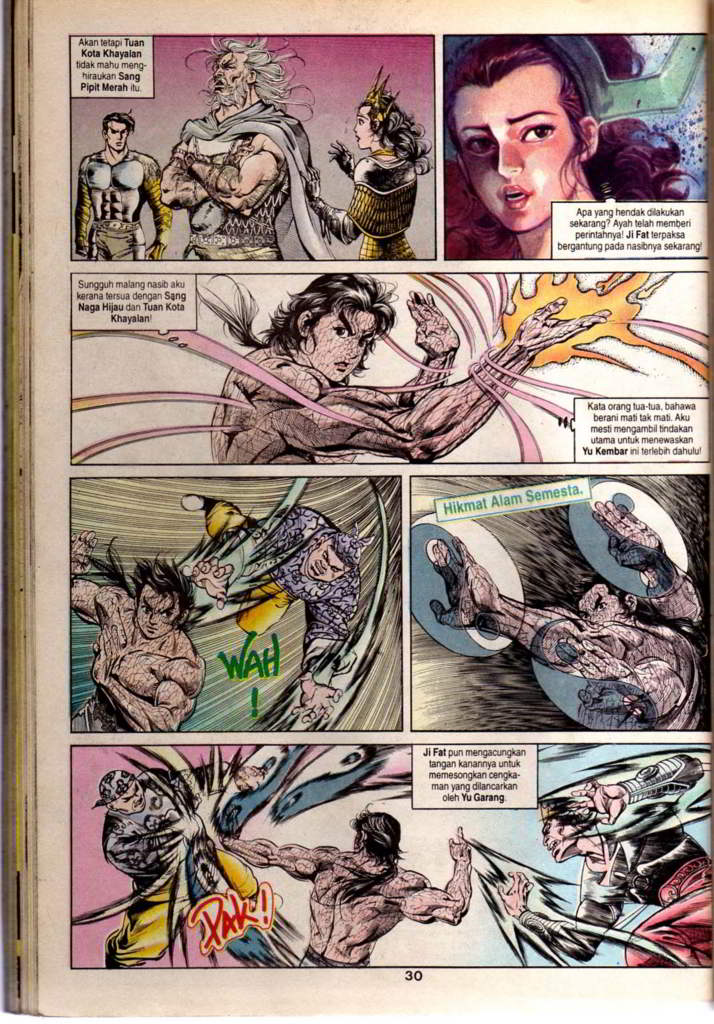 Akan tetapi Tuan
Kota Khayalan
tidak mahu meng-
hiraukan Sang
Pipit Merah itu.
Apa yang hendak dilakukan
sekarang? Ayah telah memberi
perintahnya! Ji Fat terpaksa
bergantung pada nasibnya sekarang!
Sungguh malang nasib aku
kerana tersua dengan Sang
Naga Hijau dan Tuan Kota
Khayalan!
Kata orang tua-tua, bahawa
berani mati tak mati. Aku
mesti mengambil tindakan
utama untuk menewaskan
Yu Kembar ini terlebih dahulu!
WAH
!
Hikmat Alam Semesta.
Ji Fat pun mengacungkan
tangan kanannya untuk
memesongkan cengka-
man yang dilancarkan
oleh Yu Garang.
PAK!
30